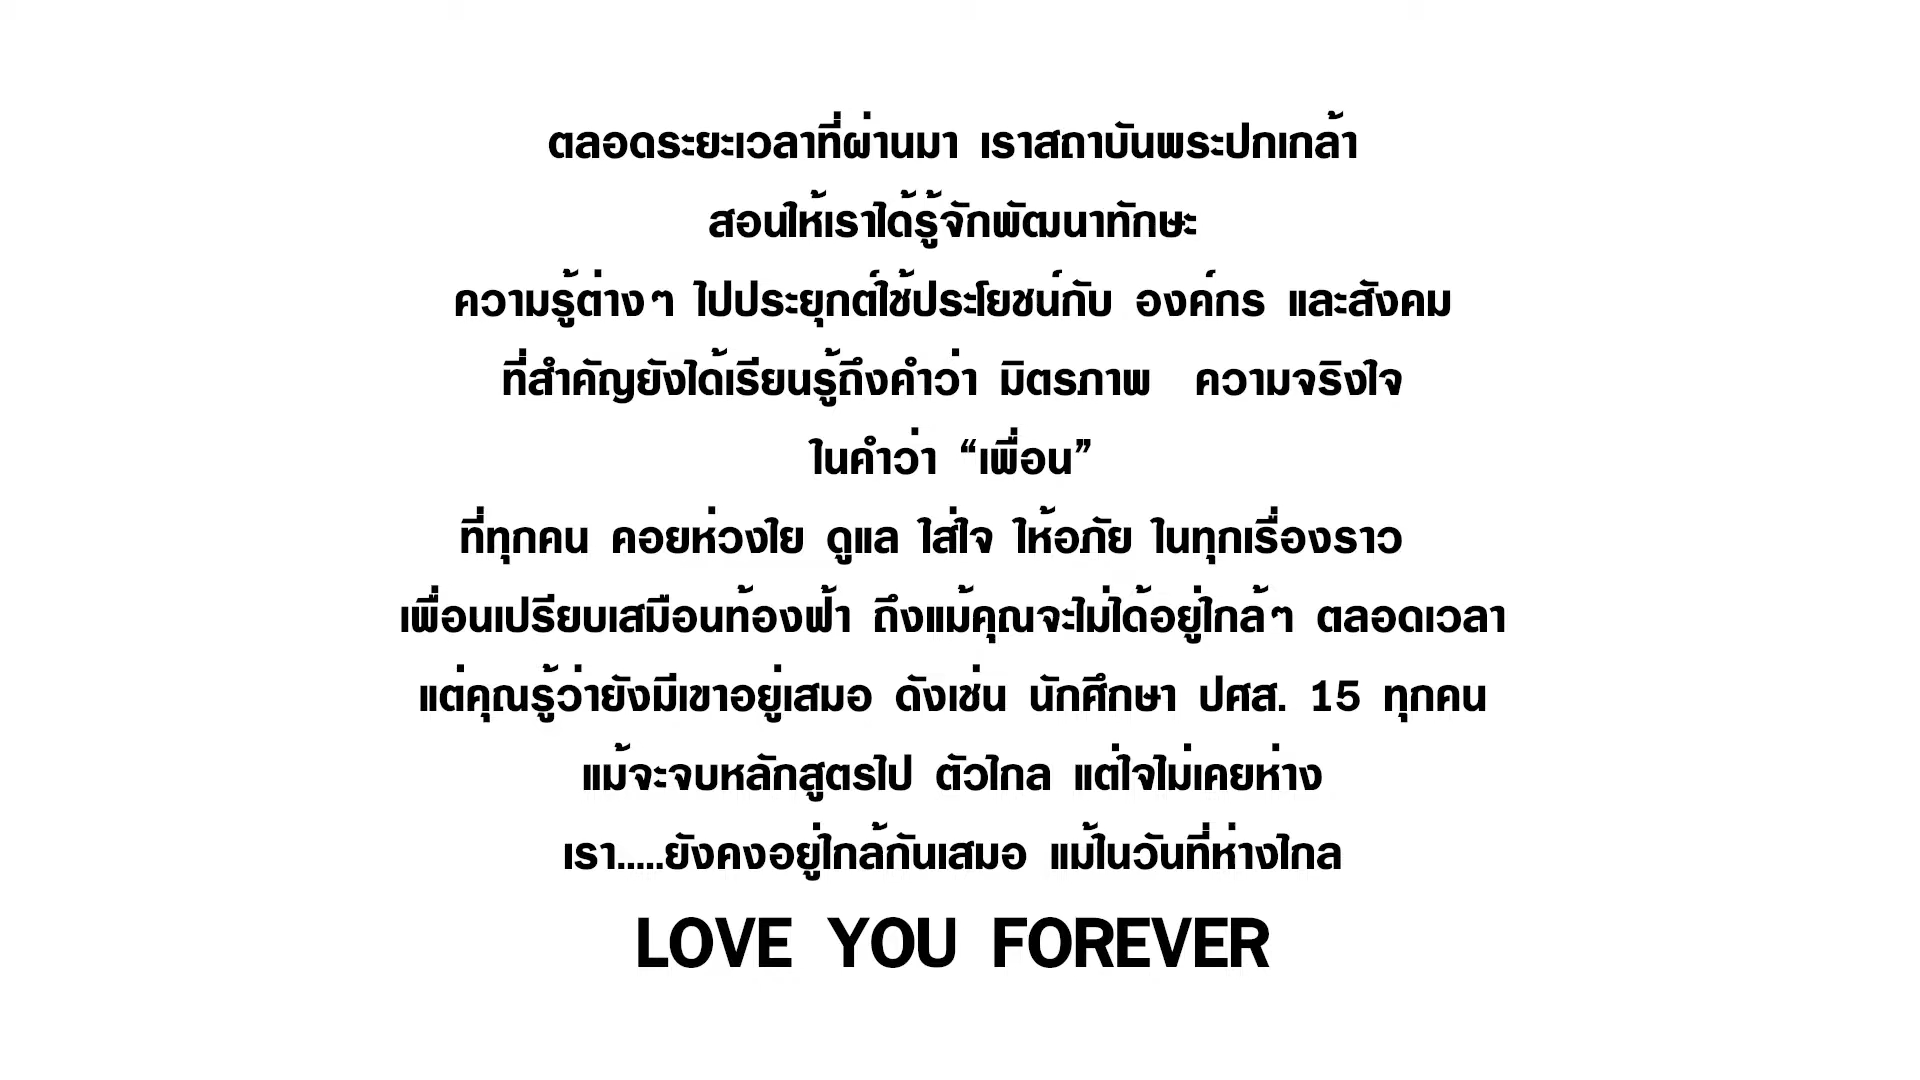 ตลอดระยะเวลาที่ผ่านมา เราสถาบันพระปกเกล้า
สอนให้เราได้รู้จักพัฒนาทักษะ
ความรู้ต่างๆ ไปประยุกต์ใช้ประโยชน์กับ องค์กร และสังคม
ที่สำคัญยังได้เรียนรู้ถึงคำว่า มิตรภาพ ความจริงใจ
ในคำว่า “เพื่อน”
ที่ทุกคน คอยห่วงใย ดูแล ใส่ใจ ให้อภัย ในทุกเรื่องราว
เพื่อนเปรียบเสมือนท้องฟ้า ถึงแม้คุณจะไม่ได้อยู่ใกล้ๆ ตลอดเวลา
แต่คุณรู้ว่ายังมีเขาอยู่เสมอ ดังเช่น นักศึกษา ปศส. 15 ทุกคน
แม้จะจบหลักสูตรไป ตัวไกล แต่ใจไม่เคยห่าง
เรา.....ยังคงอยู่ใกล้กันเสมอ แม้ในวันที่ห่างไกล
LOVE YOU FOREVER